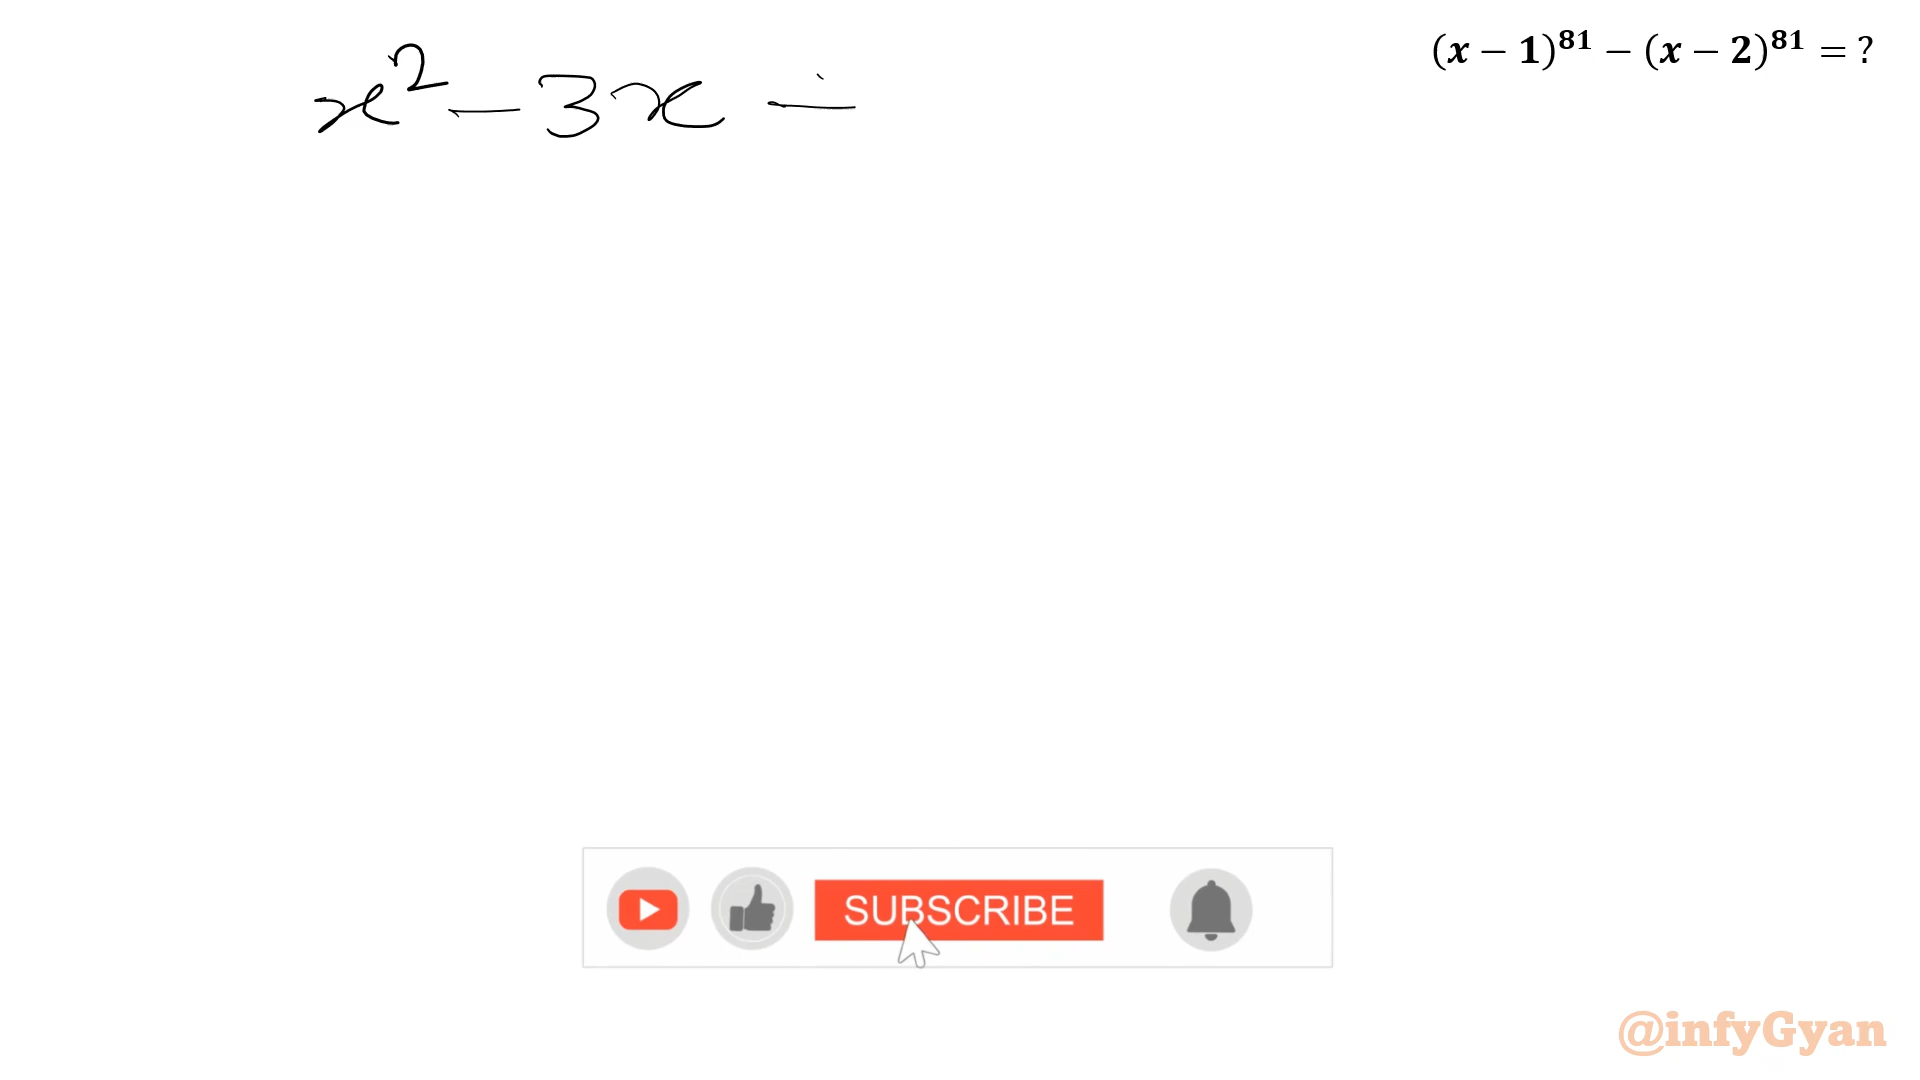 (x − 1)⁸¹ − (x − 2)⁸¹ = ?
x² − 3x
SUBSCRIBE
@infyGyan